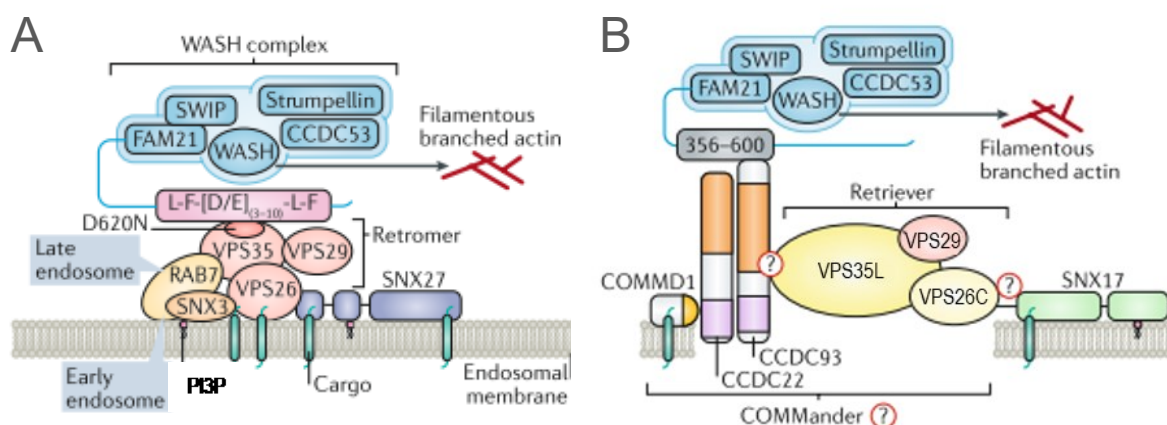 A
WASH complex
SWIP
Strumpellin
FAM21
WASH
CCDC53
Filamentous
branched actin
L-F-[D/E](3–10)-L-F
D620N
Late
endosome
VPS35
VPS29
Retromer
RAB7
VPS26
SNX27
SNX3
Early
endosome
PI3P
Cargo
Endosomal
membrane
B
SWIP
Strumpellin
FAM21
WASH
CCDC53
356–600
Filamentous
branched actin
Retriever
VPS29
?
VPS35L
COMMD1
VPS26C
?
SNX17
CCDC93
CCDC22
COMMander ?